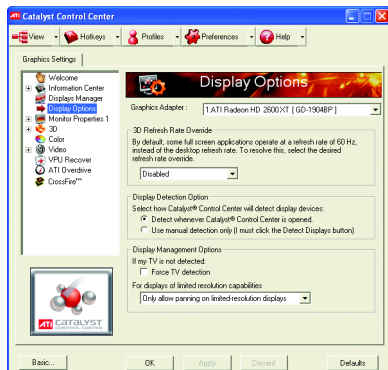 ATI Catalyst Control Center
View Hotkeys Profiles Preferences Help
Graphics Settings
Welcome
Information Center
Displays Manager
Display Options
Monitor Properties 1
3D
Color
Video
VPU Recover
ATI Overdrive
CrossFire™
Display Options
Graphics Adapter :
1.ATI Radeon HD 2600 XT [ GD-1904BP ]
3D Refresh Rate Override
By default, some full screen applications operate at a refresh rate of 60 Hz,
instead of the desktop refresh rate. To resolve this, select the desired
refresh rate override.
Disabled
Display Detection Option
Select how Catalyst® Control Center will detect display devices:
Detect whenever Catalyst® Control Center is opened.
Use manual detection only (I must click the Detect Displays button)
Display Management Options
If my TV is not detected:
Force TV detection
For displays of limited resolution capabilities
Only allow panning on limited-resolution displays
ATI CATALYST
CONTROL CENTER
Basic... OK Apply Discard Defaults